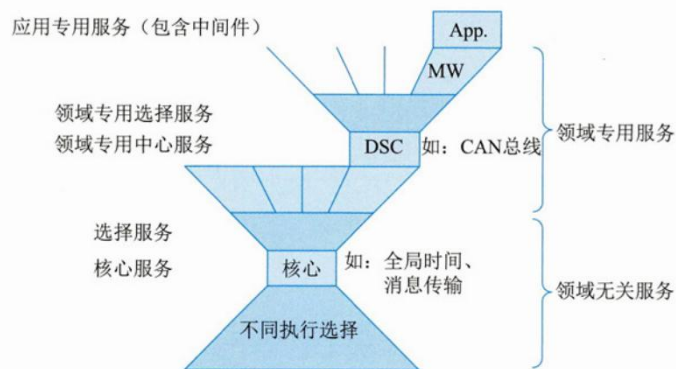 应用专用服务（包含中间件）
App.
MW
领域专用选择服务
领域专用中心服务
DSC
如：CAN总线
领域专用服务
选择服务
核心服务
核心
如：全局时间、
消息传输
领域无关服务
不同执行选择